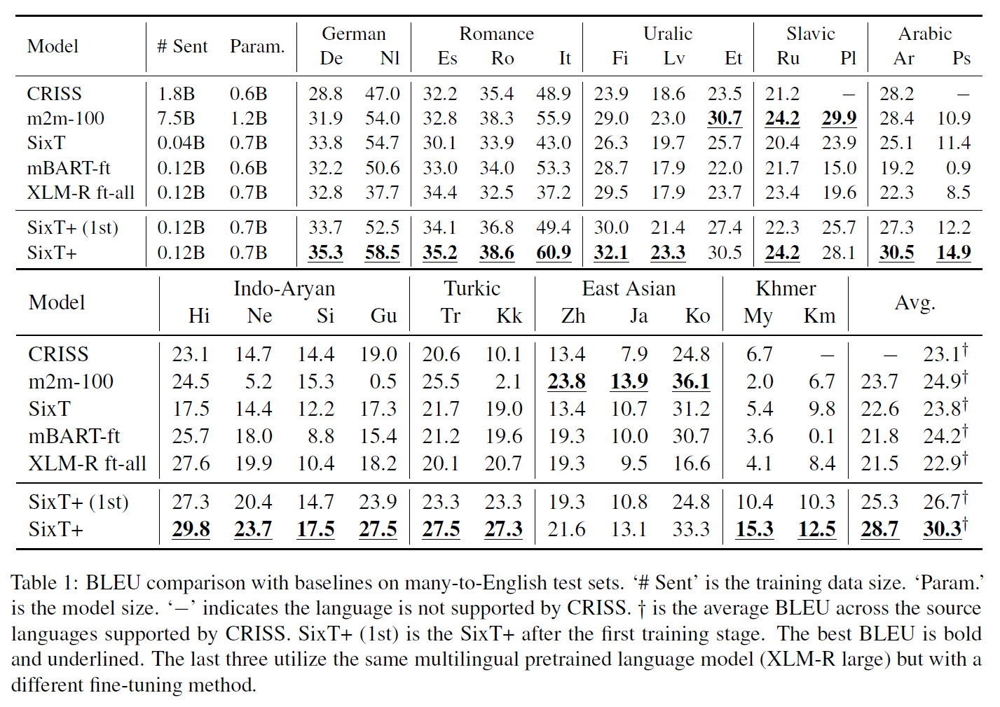 Model # Sent Param. German Romance Uralic Slavic Arabic
De Nl Es Ro It Fi Lv Et Ru Pl Ar Ps
CRISS 1.8B 0.6B 28.8 47.0 32.2 35.4 48.9 23.9 18.6 23.5 21.2 – 28.2 –
m2m-100 7.5B 1.2B 31.9 54.0 32.8 38.3 55.9 29.0 23.0 30.7 24.2 29.9 28.4 10.9
SixT 0.04B 0.7B 33.8 54.7 30.1 33.9 43.0 26.3 19.7 25.7 20.4 23.9 25.1 11.4
mBART-ft 0.12B 0.6B 32.2 50.6 33.0 34.0 53.3 28.7 17.9 22.0 21.7 15.0 19.2 0.9
XLM-R ft-all 0.12B 0.7B 32.8 37.7 34.4 32.5 37.2 29.5 17.9 23.7 23.4 19.6 22.3 8.5
SixT+ (1st) 0.12B 0.7B 33.7 52.5 34.1 36.8 49.4 30.0 21.4 27.4 22.3 25.7 27.3 12.2
SixT+ 0.12B 0.7B 35.3 58.5 35.2 38.6 60.9 32.1 23.3 30.5 24.2 28.1 30.5 14.9
Model Indo-Aryan Turkic East Asian Khmer Avg.
Hi Ne Si Gu Tr Kk Zh Ja Ko My Km
CRISS 23.1 14.7 14.4 19.0 20.6 10.1 13.4 7.9 24.8 6.7 – – 23.1†
m2m-100 24.5 5.2 15.3 0.5 25.5 2.1 23.8 13.9 36.1 2.0 6.7 23.7 24.9†
SixT 17.5 14.4 12.2 17.3 21.7 19.0 13.4 10.7 31.2 5.4 9.8 22.6 23.8†
mBART-ft 25.7 18.0 8.8 15.4 21.2 19.6 19.3 10.0 30.7 3.6 0.1 21.8 24.2†
XLM-R ft-all 27.6 19.9 10.4 18.2 20.1 20.7 19.3 9.5 16.6 4.1 8.4 21.5 22.9†
SixT+ (1st) 27.3 20.4 14.7 23.9 23.3 23.3 19.3 10.8 24.8 10.4 10.3 25.3 26.7†
SixT+ 29.8 23.7 17.5 27.5 27.5 27.3 21.6 13.1 33.3 15.3 12.5 28.7 30.3†
Table 1: BLEU comparison with baselines on many-to-English test sets. ‘# Sent’ is the training data size. ‘Param.’
is the model size. ‘–’ indicates the language is not supported by CRISS. † is the average BLEU across the source
languages supported by CRISS. SixT+ (1st) is the SixT+ after the first training stage. The best BLEU is bold
and underlined. The last three utilize the same multilingual pretrained language model (XLM-R large) but with a
different fine-tuning method.